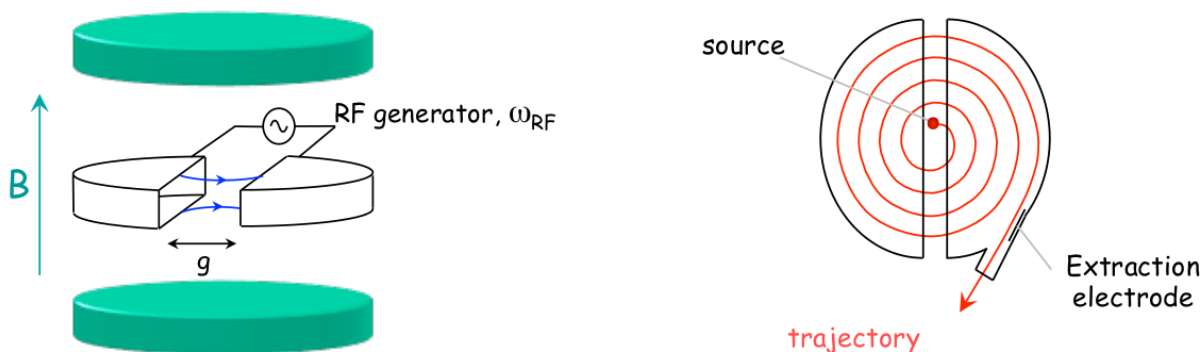 RF generator, ωRF
B
g
source
Extraction
electrode
trajectory